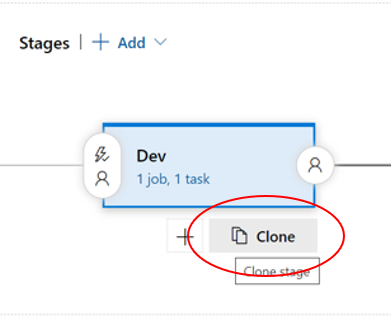 Stages | + Add
Dev
1 job, 1 task
+ Clone
Clone stage